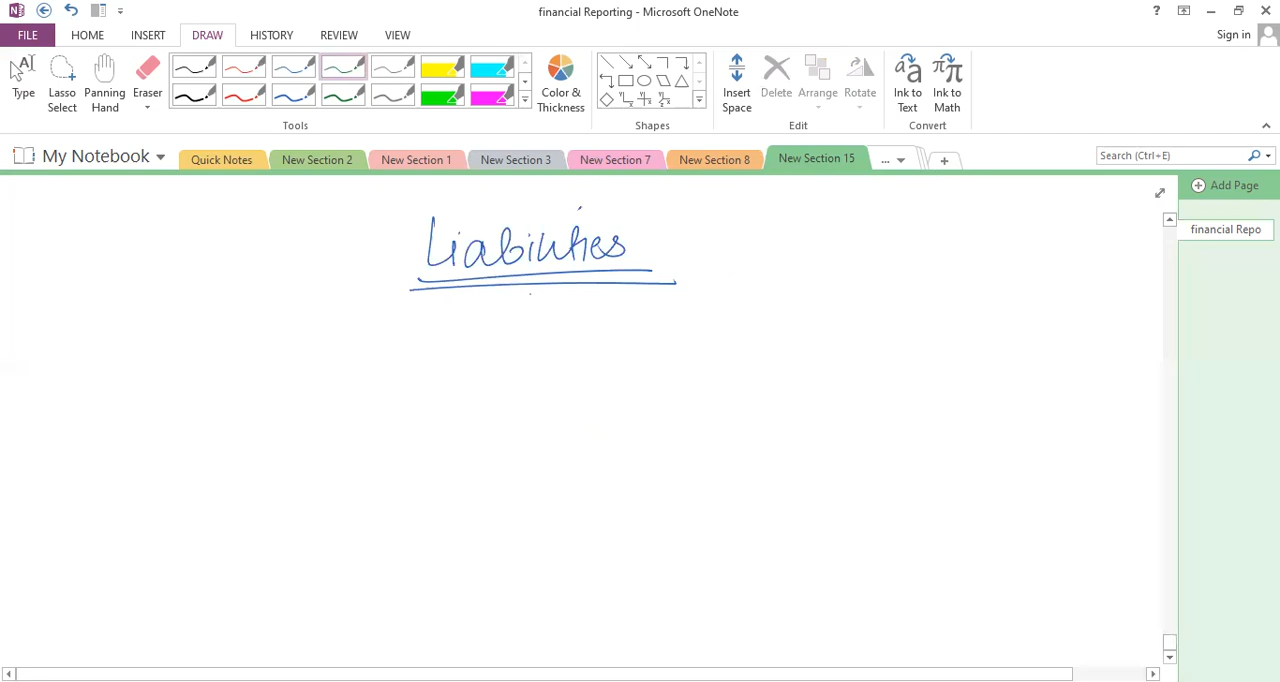 financial Reporting - Microsoft OneNote
?
FILE HOME INSERT DRAW HISTORY REVIEW VIEW
Sign in
Type
Lasso Select
Panning Hand
Eraser
Color & Thickness
Insert Space
Delete
Arrange
Rotate
Ink to Text
Ink to Math
Tools Shapes Edit Convert
My Notebook
Quick Notes New Section 2 New Section 1 New Section 3 New Section 7 New Section 8 New Section 15 ...
Search (Ctrl+E)
Add Page
financial Repo
Liabilities